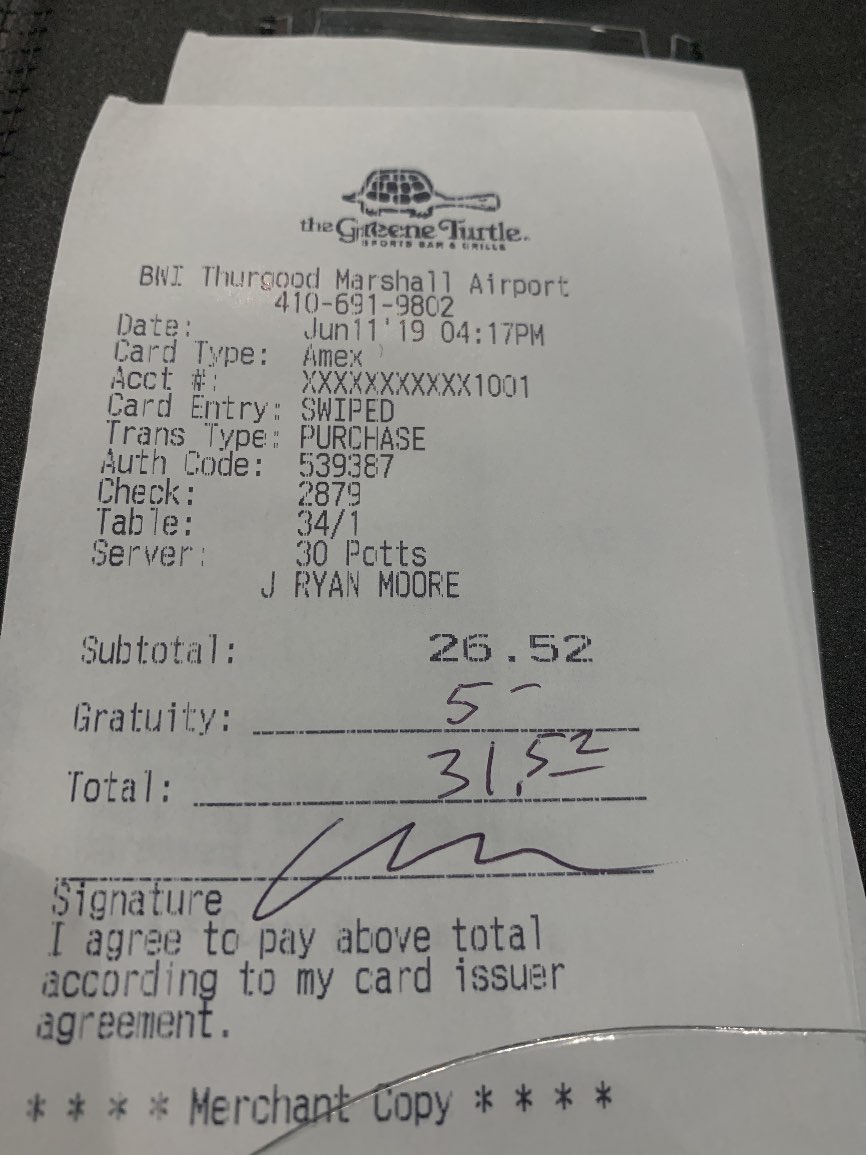 the Greene Turtle
SPORTS BAR & GRILLE
BWI Thurgood Marshall Airport
410-691-9802
Date: Jun11'19 04:17PM
Card Type: Amex
Acct #: XXXXXXXXXXX1001
Card Entry: SWIPED
Trans Type: PURCHASE
Auth Code: 539387
Check: 2879
Table: 34/1
Server: 30 Potts
J RYAN MOORE
Subtotal: 26.52
Gratuity: 5 -
Total: 31.52
Signature
I agree to pay above total
according to my card issuer
agreement.
* * * * Merchant Copy * * * *